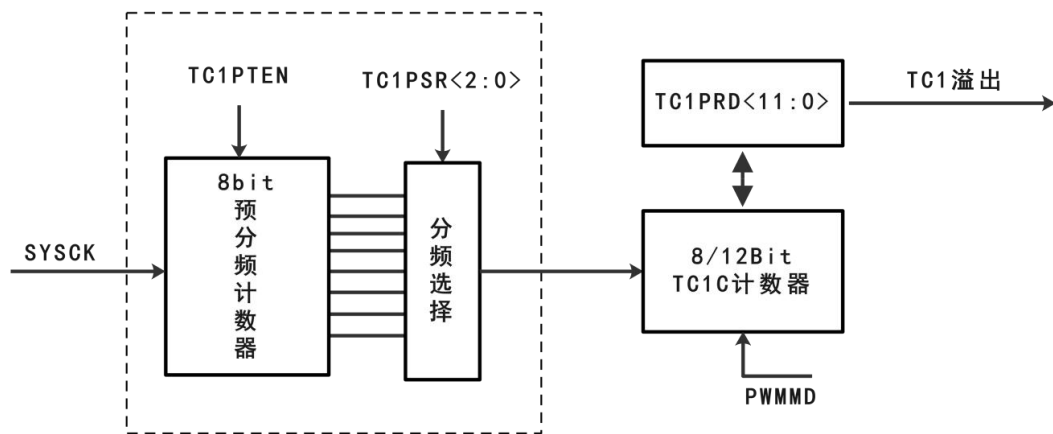 TC1PTEN
TC1PSR<2:0>
TC1PRD<11:0>
TC1溢出
SYSCK
8bit
预
分
频
计
数
器
分
频
选
择
8/12Bit
TC1C计数器
PWMMD